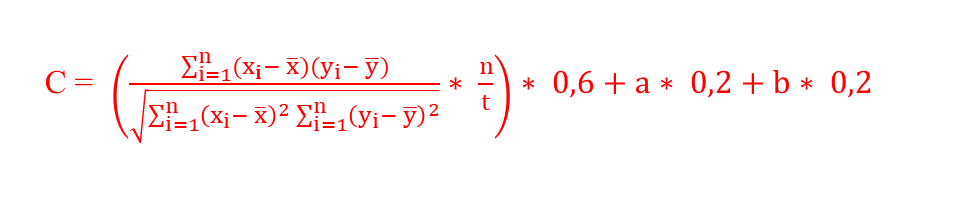 C = ( ∑ⁿᵢ₌₁(xᵢ− x̅)(yᵢ− y̅) / √∑ⁿᵢ₌₁(xᵢ− x̅)² ∑ⁿᵢ₌₁(yᵢ− y̅)² * n/t ) * 0,6 + a * 0,2 + b * 0,2